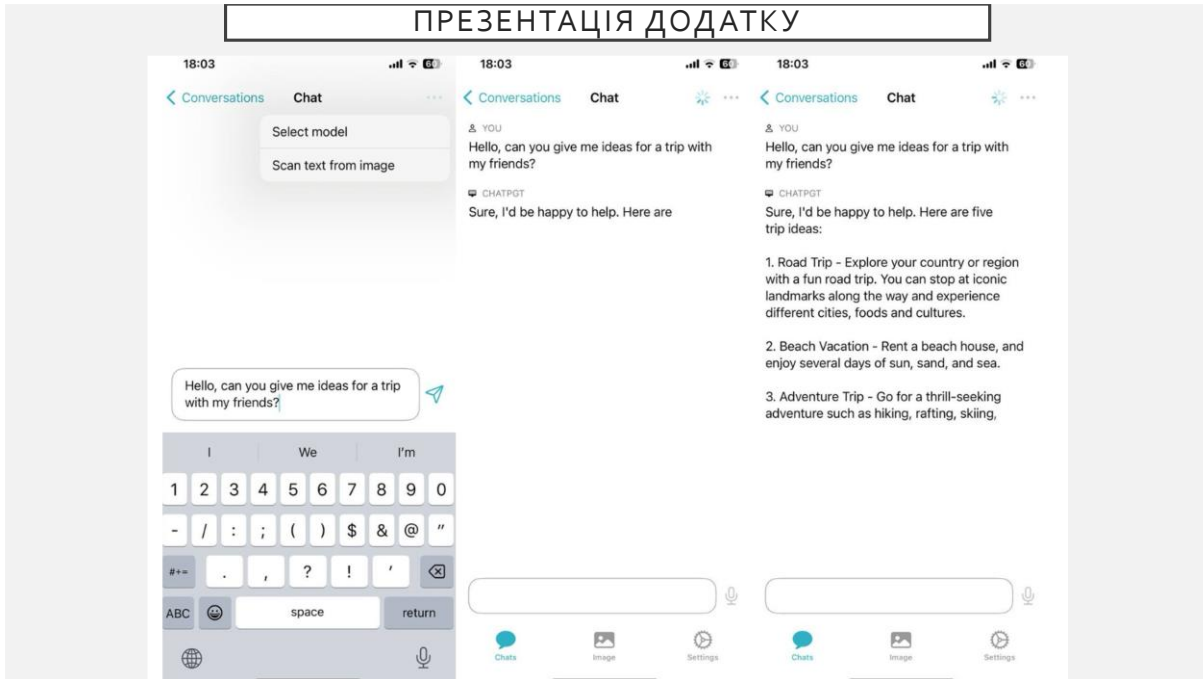 ПРЕЗЕНТАЦІЯ ДОДАТКУ
18:03
60
Conversations
Chat
Select model
Scan text from image
Hello, can you give me ideas for a trip
with my friends?
I
We
I'm
1 2 3 4 5 6 7 8 9 0
- / : ; ( ) $ & @ "
#+= . , ? ! ' 
ABC
space
return
18:03
60
Conversations
Chat
YOU
Hello, can you give me ideas for a trip with
my friends?
CHATPGT
Sure, I'd be happy to help. Here are
Chats
Image
Settings
18:03
60
Conversations
Chat
YOU
Hello, can you give me ideas for a trip with
my friends?
CHATPGT
Sure, I'd be happy to help. Here are five
trip ideas:
1. Road Trip - Explore your country or region
with a fun road trip. You can stop at iconic
landmarks along the way and experience
different cities, foods and cultures.
2. Beach Vacation - Rent a beach house, and
enjoy several days of sun, sand, and sea.
3. Adventure Trip - Go for a thrill-seeking
adventure such as hiking, rafting, skiing,
Chats
Image
Settings